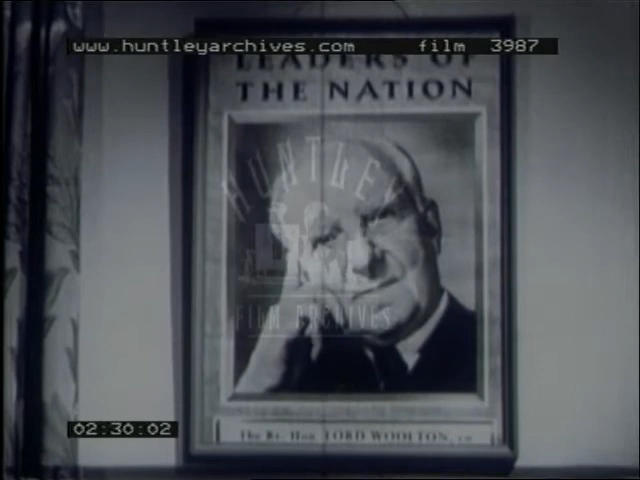 www.huntleyarchives.com film 3987
LEADERS OF
THE NATION
HUNTLEY
FILM ARCHIVES
The Rt. Hon. LORD WOOLTON,
02:30:02